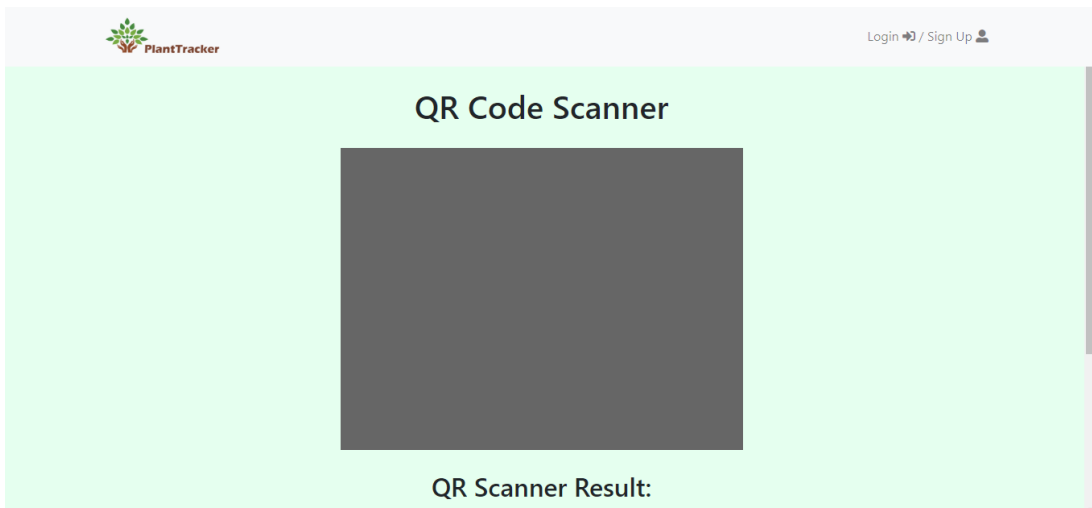 PlantTracker
Login / Sign Up
QR Code Scanner
QR Scanner Result: